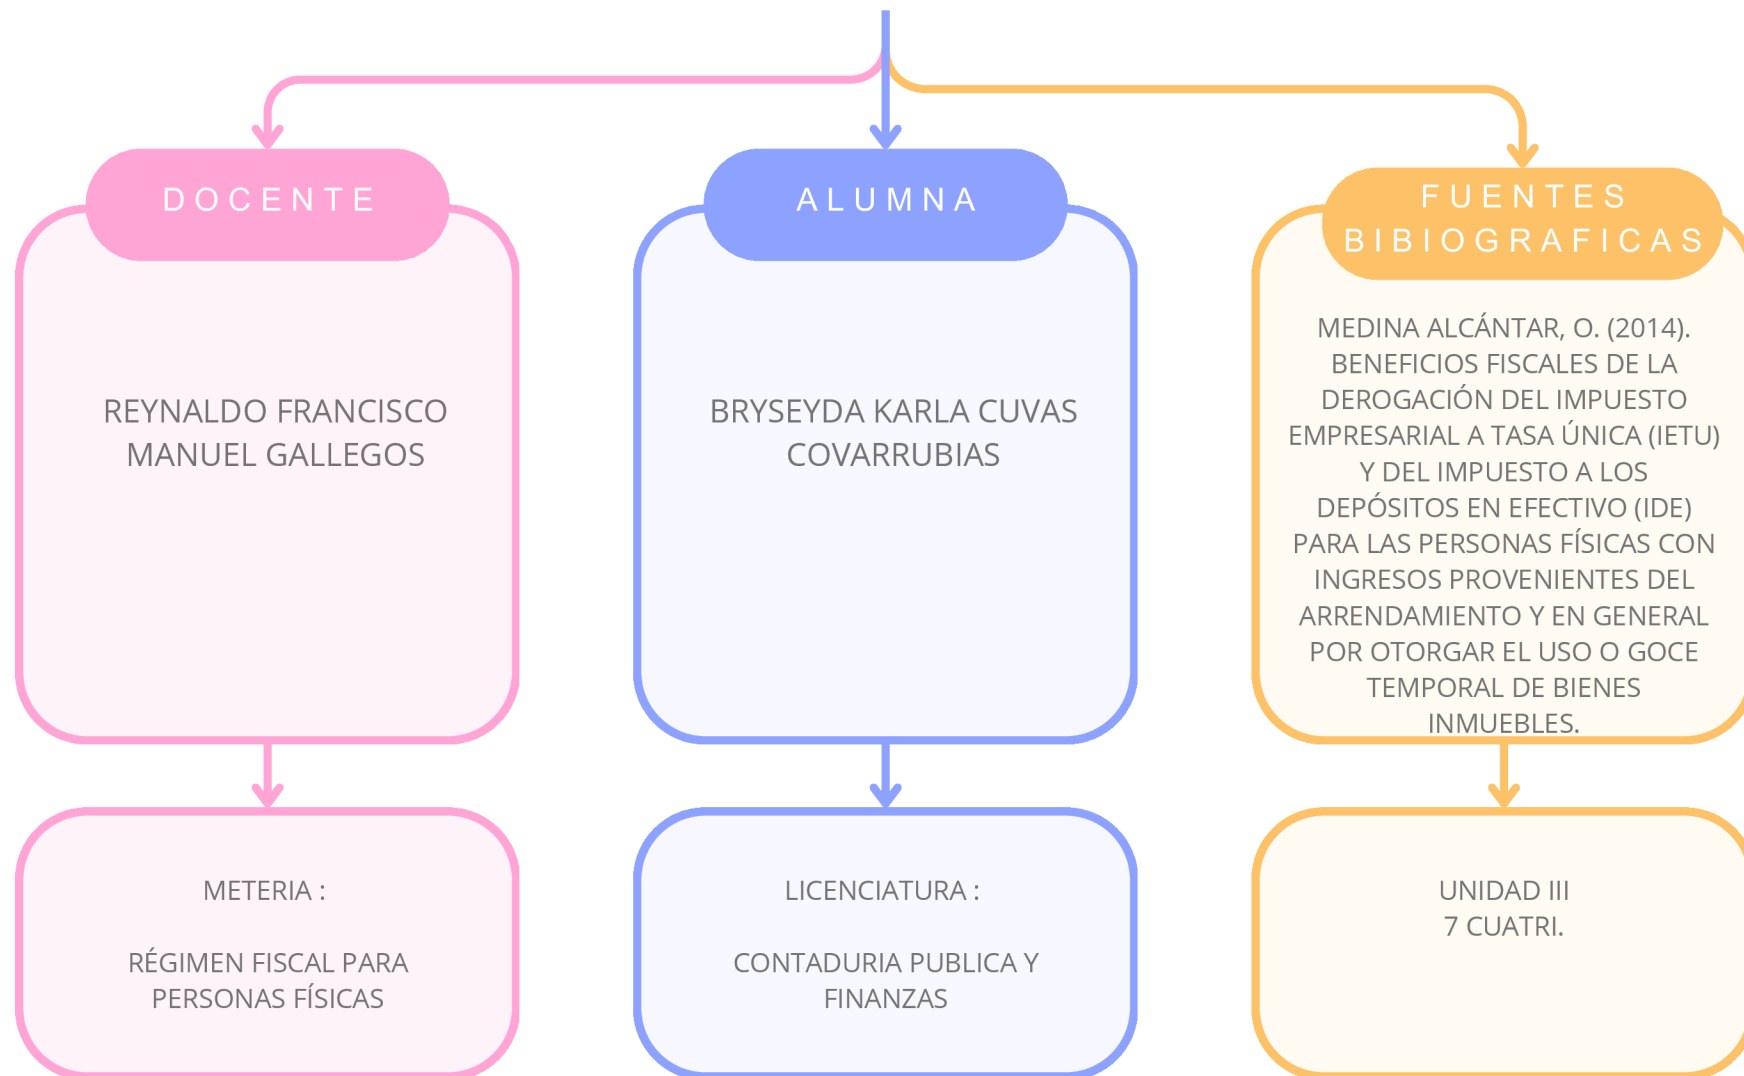 DOCENTE
REYNALDO FRANCISCO
MANUEL GALLEGOS
METERIA :
RÉGIMEN FISCAL PARA
PERSONAS FÍSICAS
ALUMNA
BRYSEYDA KARLA CUVAS
COVARRUBIAS
LICENCIATURA :
CONTADURIA PUBLICA Y
FINANZAS
FUENTES
BIBIOGRAFICAS
MEDINA ALCÁNTAR, O. (2014).
BENEFICIOS FISCALES DE LA
DEROGACIÓN DEL IMPUESTO
EMPRESARIAL A TASA ÚNICA (IETU)
Y DEL IMPUESTO A LOS
DEPÓSITOS EN EFECTIVO (IDE)
PARA LAS PERSONAS FÍSICAS CON
INGRESOS PROVENIENTES DEL
ARRENDAMIENTO Y EN GENERAL
POR OTORGAR EL USO O GOCE
TEMPORAL DE BIENES
INMUEBLES.
UNIDAD III
7 CUATRI.